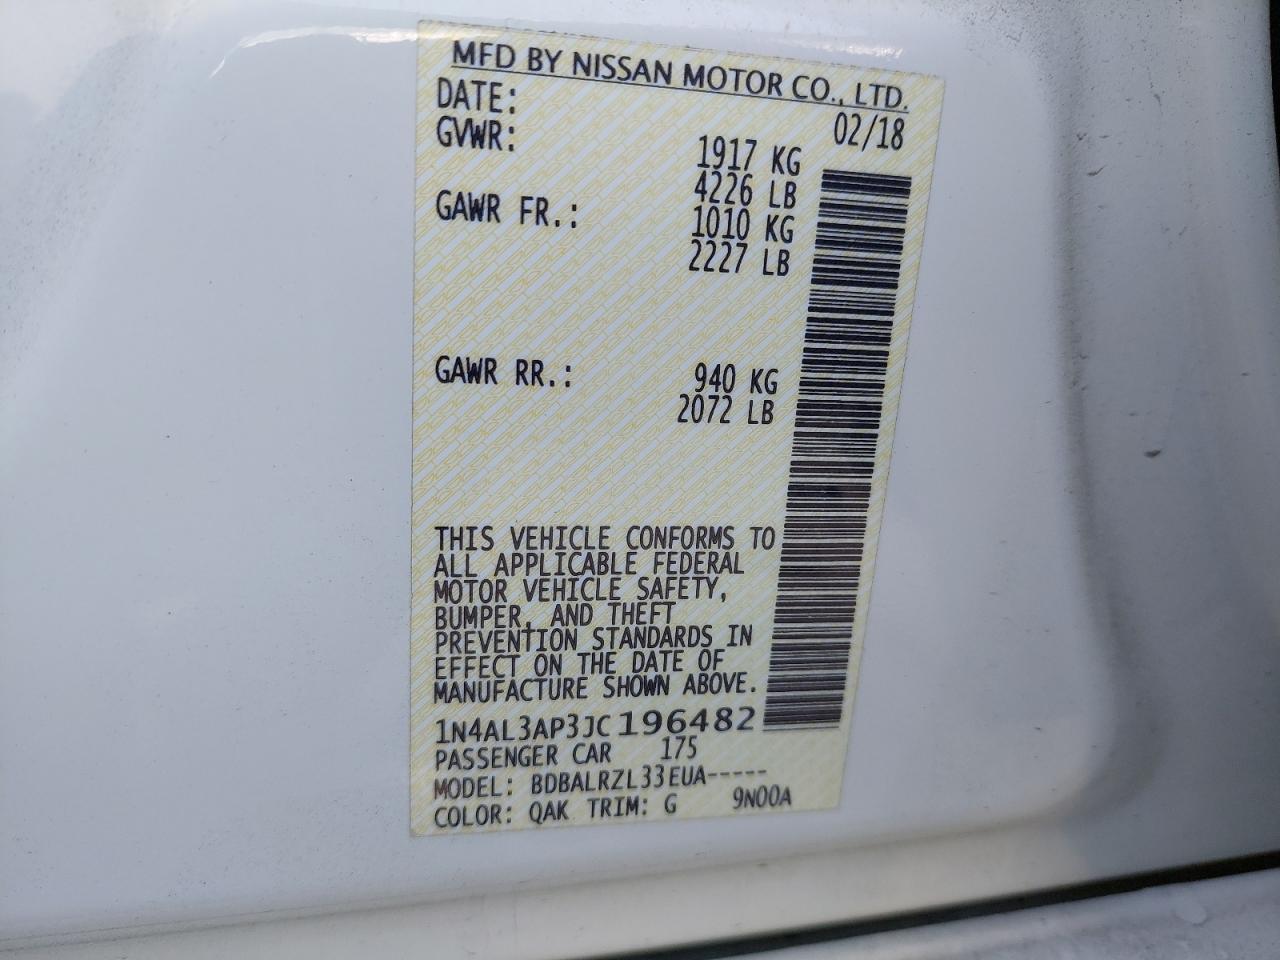 MFD BY NISSAN MOTOR CO., LTD.
DATE: 02/18
GVWR: 1917 KG
4226 LB
GAWR FR.: 1010 KG
2227 LB
GAWR RR.: 940 KG
2072 LB
THIS VEHICLE CONFORMS TO
ALL APPLICABLE FEDERAL
MOTOR VEHICLE SAFETY,
BUMPER, AND THEFT
PREVENTION STANDARDS IN
EFFECT ON THE DATE OF
MANUFACTURE SHOWN ABOVE.
1N4AL3AP3JC196482
PASSENGER CAR 175
MODEL: BDBALRZL33EUA-----
COLOR: QAK TRIM: G 9N00A